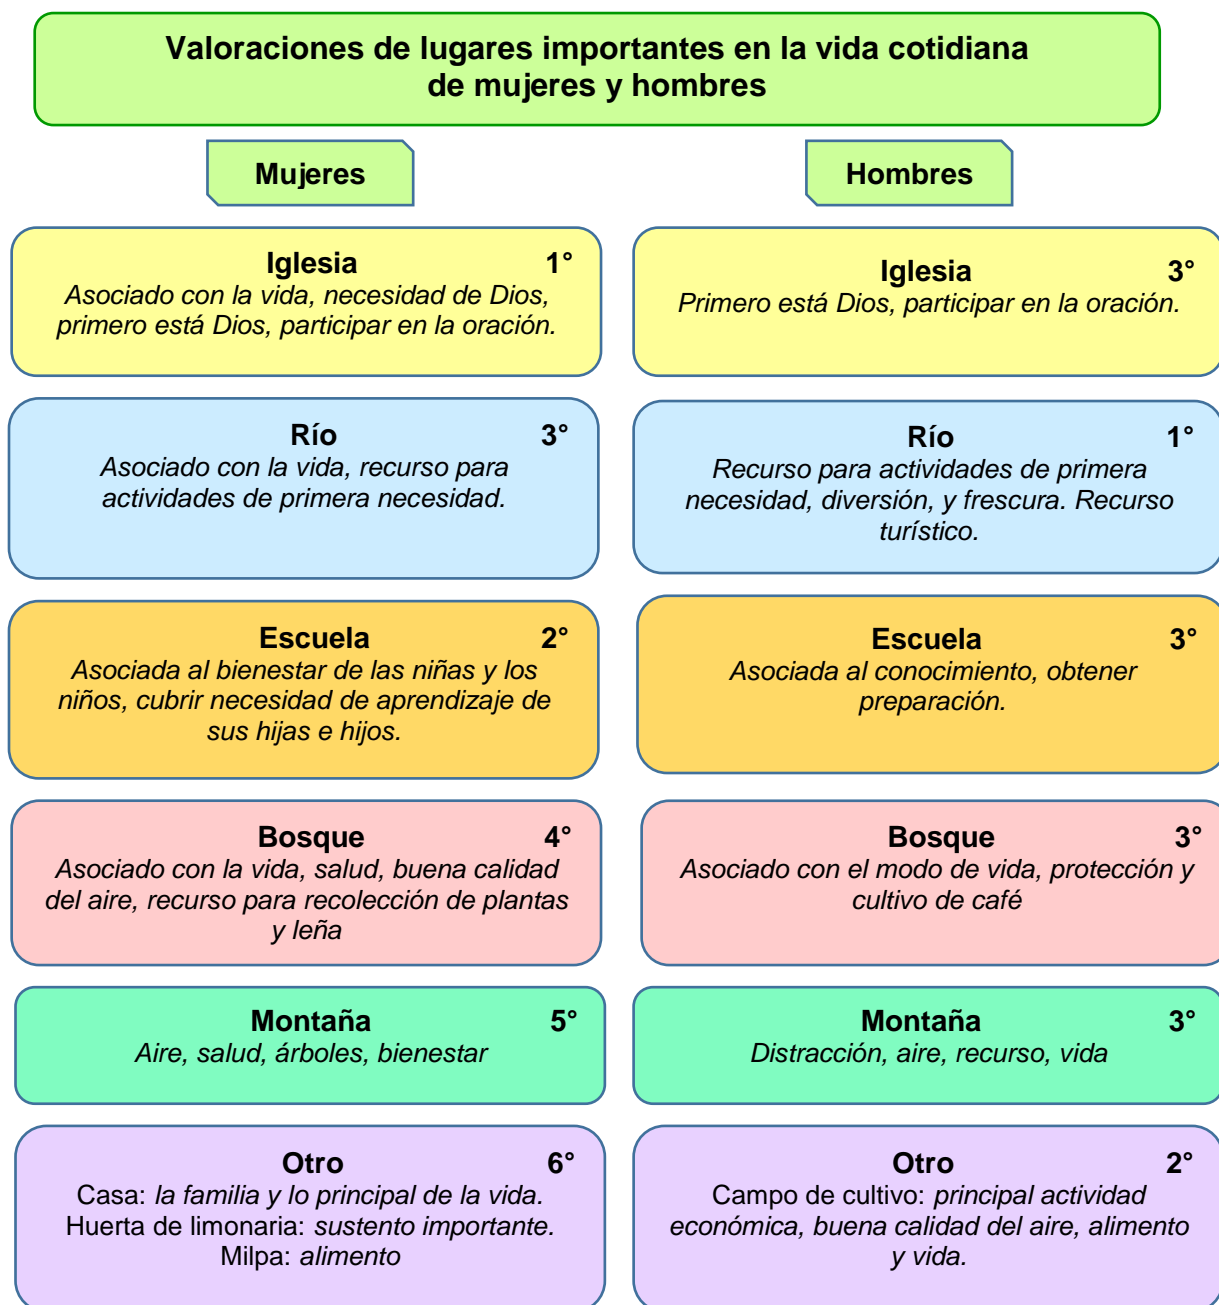 Valoraciones de lugares importantes en la vida cotidiana
de mujeres y hombres
Mujeres
Hombres
Iglesia 1°
Asociado con la vida, necesidad de Dios,
primero está Dios, participar en la oración.
Iglesia 3°
Primero está Dios, participar en la oración.
Río 3°
Asociado con la vida, recurso para
actividades de primera necesidad.
Río 1°
Recurso para actividades de primera
necesidad, diversión, y frescura. Recurso
turístico.
Escuela 2°
Asociada al bienestar de las niñas y los
niños, cubrir necesidad de aprendizaje de
sus hijas e hijos.
Escuela 3°
Asociada al conocimiento, obtener
preparación.
Bosque 4°
Asociado con la vida, salud, buena calidad
del aire, recurso para recolección de plantas
y leña
Bosque 3°
Asociado con el modo de vida, protección y
cultivo de café
Montaña 5°
Aire, salud, árboles, bienestar
Montaña 3°
Distracción, aire, recurso, vida
Otro 6°
Casa: la familia y lo principal de la vida.
Huerta de limonaria: sustento importante.
Milpa: alimento
Otro 2°
Campo de cultivo: principal actividad
económica, buena calidad del aire, alimento
y vida.